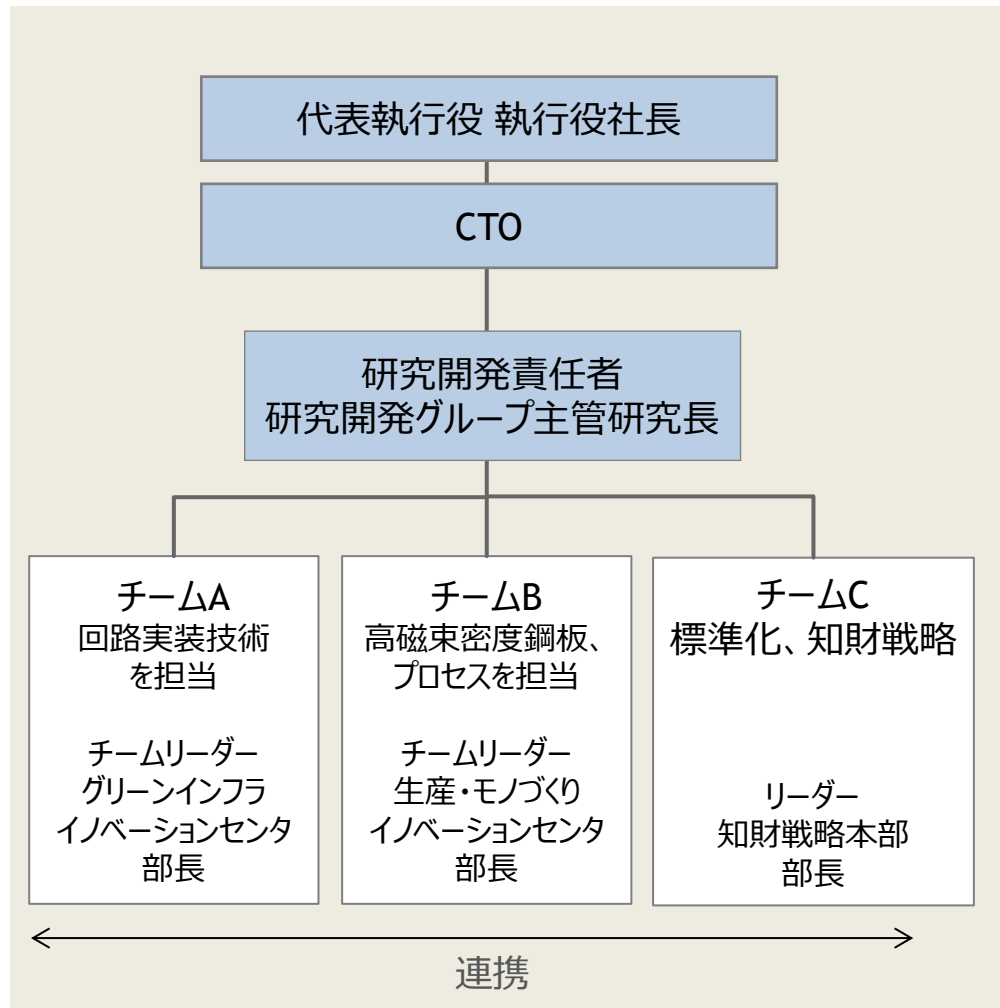 代表執行役 執行役社長
CTO
研究開発責任者
研究開発グループ主管研究長
チームA
回路実装技術
を担当
チームリーダー
グリーンインフラ
イノベーションセンタ
部長
チームB
高磁束密度鋼板、
プロセスを担当
チームリーダー
生産・モノづくり
イノベーションセンタ
部長
チームC
標準化、知財戦略
リーダー
知財戦略本部
部長
連携